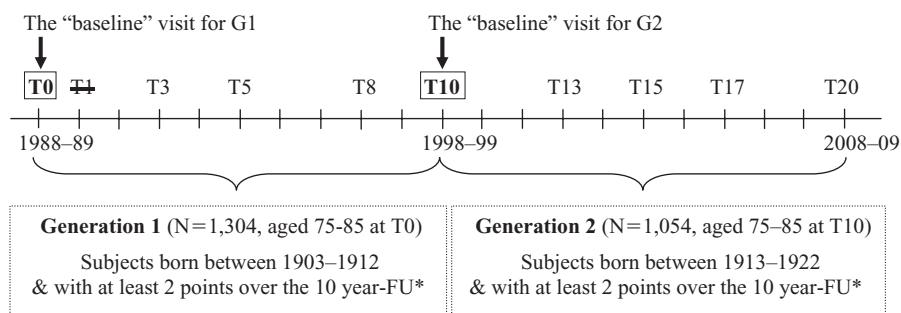 The “baseline” visit for G1 The “baseline” visit for G2
T0 T1 T3 T5 T8 T10 T13 T15 T17 T20
1988–89 1998–99 2008–09
Generation 1 (N=1,304, aged 75-85 at T0)
Subjects born between 1903–1912
& with at least 2 points over the 10 year-FU*
Generation 2 (N=1,054, aged 75–85 at T10)
Subjects born between 1913–1922
& with at least 2 points over the 10 year-FU*